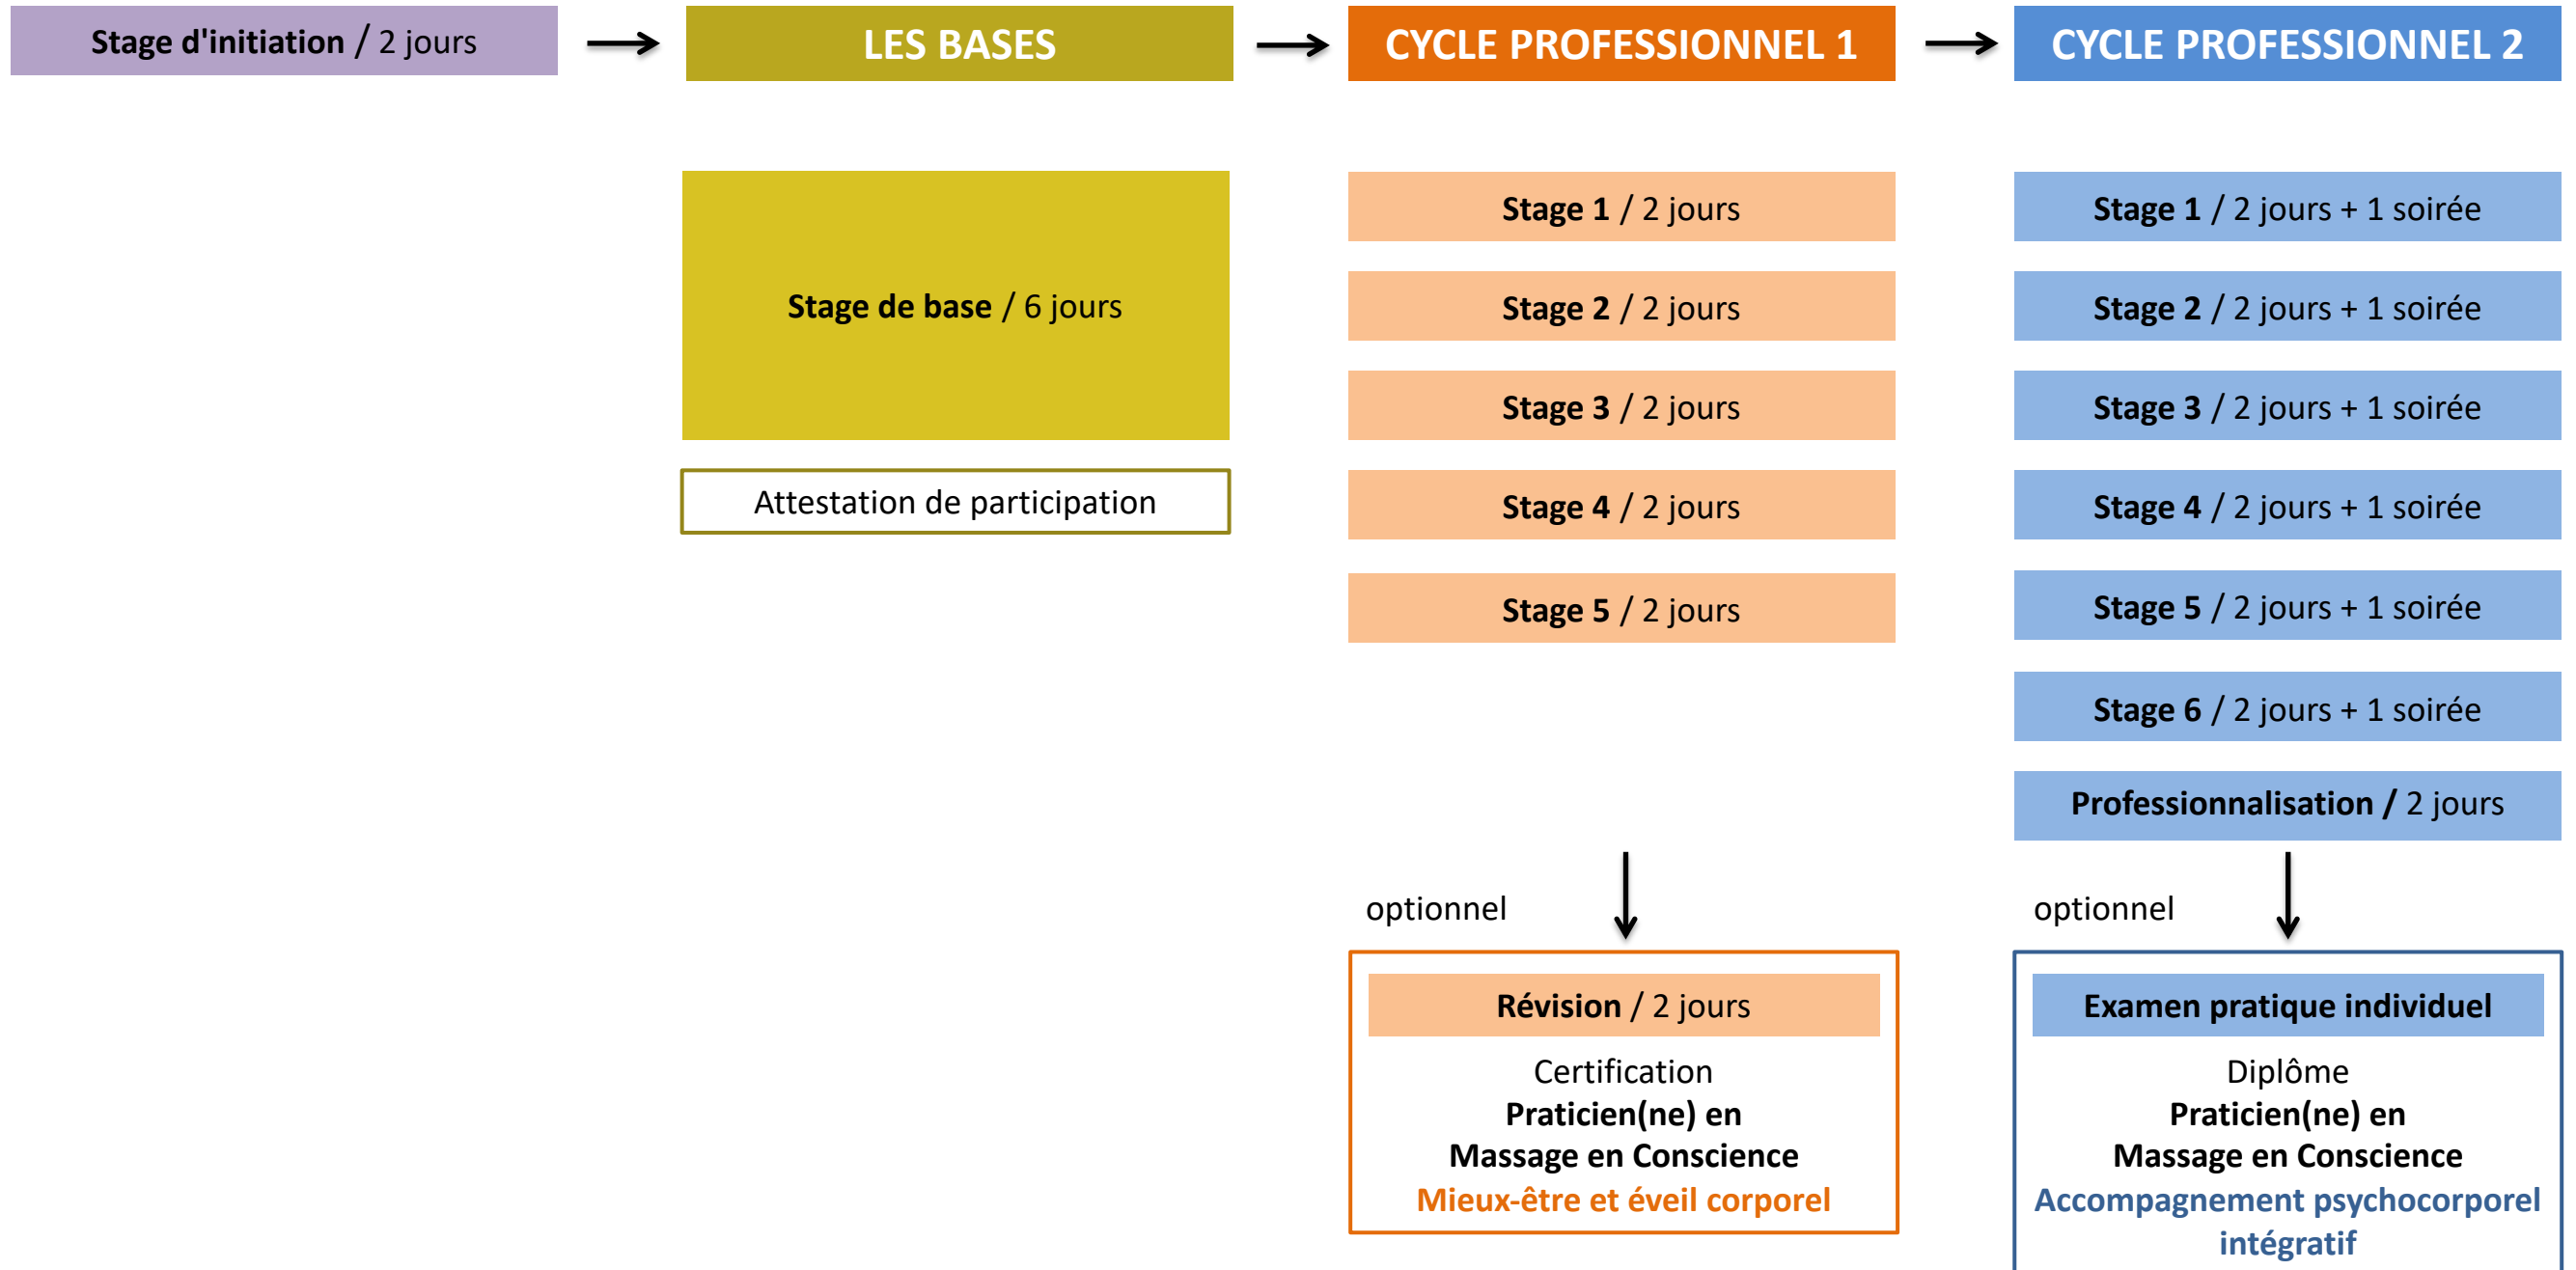 Stage d'initiation / 2 jours
LES BASES
CYCLE PROFESSIONNEL 1
CYCLE PROFESSIONNEL 2
Stage de base / 6 jours
Attestation de participation
Stage 1 / 2 jours
Stage 2 / 2 jours
Stage 3 / 2 jours
Stage 4 / 2 jours
Stage 5 / 2 jours
optionnel
Révision / 2 jours
Certification
Praticien(ne) en
Massage en Conscience
Mieux-être et éveil corporel
Stage 1 / 2 jours + 1 soirée
Stage 2 / 2 jours + 1 soirée
Stage 3 / 2 jours + 1 soirée
Stage 4 / 2 jours + 1 soirée
Stage 5 / 2 jours + 1 soirée
Stage 6 / 2 jours + 1 soirée
Professionnalisation / 2 jours
optionnel
Examen pratique individuel
Diplôme
Praticien(ne) en
Massage en Conscience
Accompagnement psychocorporel
intégratif